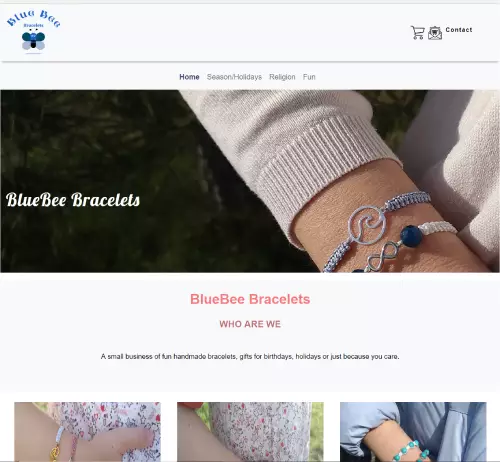 Blue Bee
Bracelets
Contact
Home Season/Holidays Religion Fun
BlueBee Bracelets
BlueBee Bracelets
WHO ARE WE
A small business of fun handmade bracelets, gifts for birthdays, holidays or just because you care.